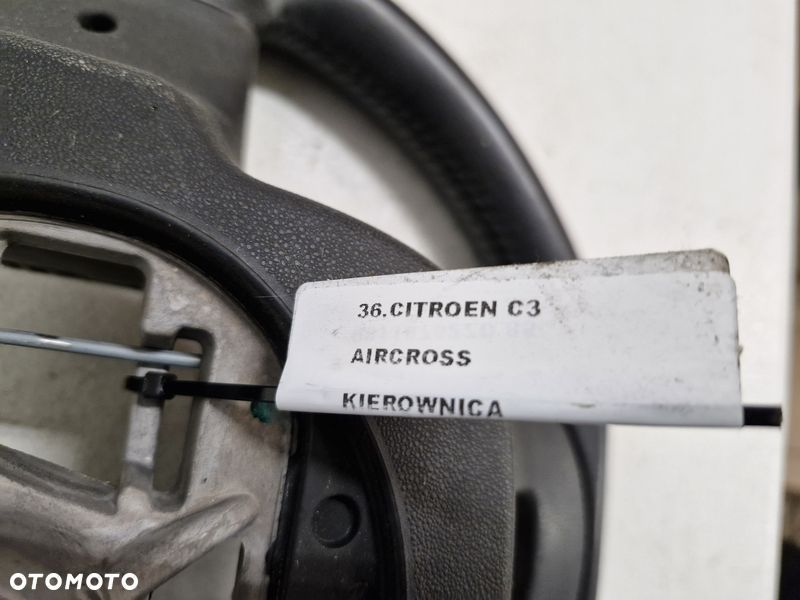 36.CITROEN C3
AIRCROSS
KIEROWNICA
OTOMOTO